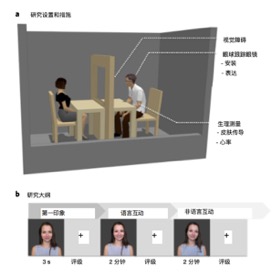 a 研究设置和措施
视觉障碍
眼球跟踪眼镜
- 安装
- 表达
生理测量
- 皮肤传导
- 心率
b 研究大纲
第一印象 语言互动 非语言互动
+ + +
3 s 评级 2 分钟 评级 2 分钟 评级